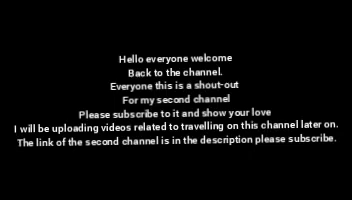 Hello everyone welcome
Back to the channel.
Everyone this is a shout-out
For my second channel
Please subscribe to it and show your love
I will be uploading videos related to travelling on this channel later on.
The link of the second channel is in the description please subscribe.